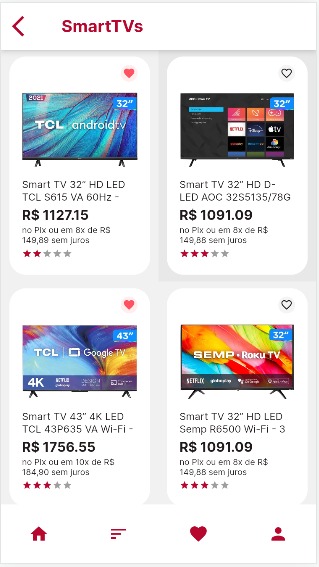 SmartTVs
2021
32"
TCL androidtv
Smart TV 32” HD LED
TCL S615 VA 60Hz -
R$ 1127.15
no Pix ou em 8x de R$
149,89 sem juros
32"
NETFLIX
Smart TV 32” HD D-
LED AOC 32S5135/78G
R$ 1091.09
no Pix ou em 8x de R$
149,88 sem juros
43"
TCL Google TV
4K NETFLIX globoplay
Smart TV 43” 4K LED
TCL 43P635 VA Wi-Fi -
R$ 1756.55
no Pix ou em 10x de R$
184,90 sem juros
32"
SEMP Roku TV
NETFLIX globoplay
Smart TV 32” HD LED
Semp R6500 Wi-Fi - 3
R$ 1091.09
no Pix ou em 8x de R$
149,88 sem juros